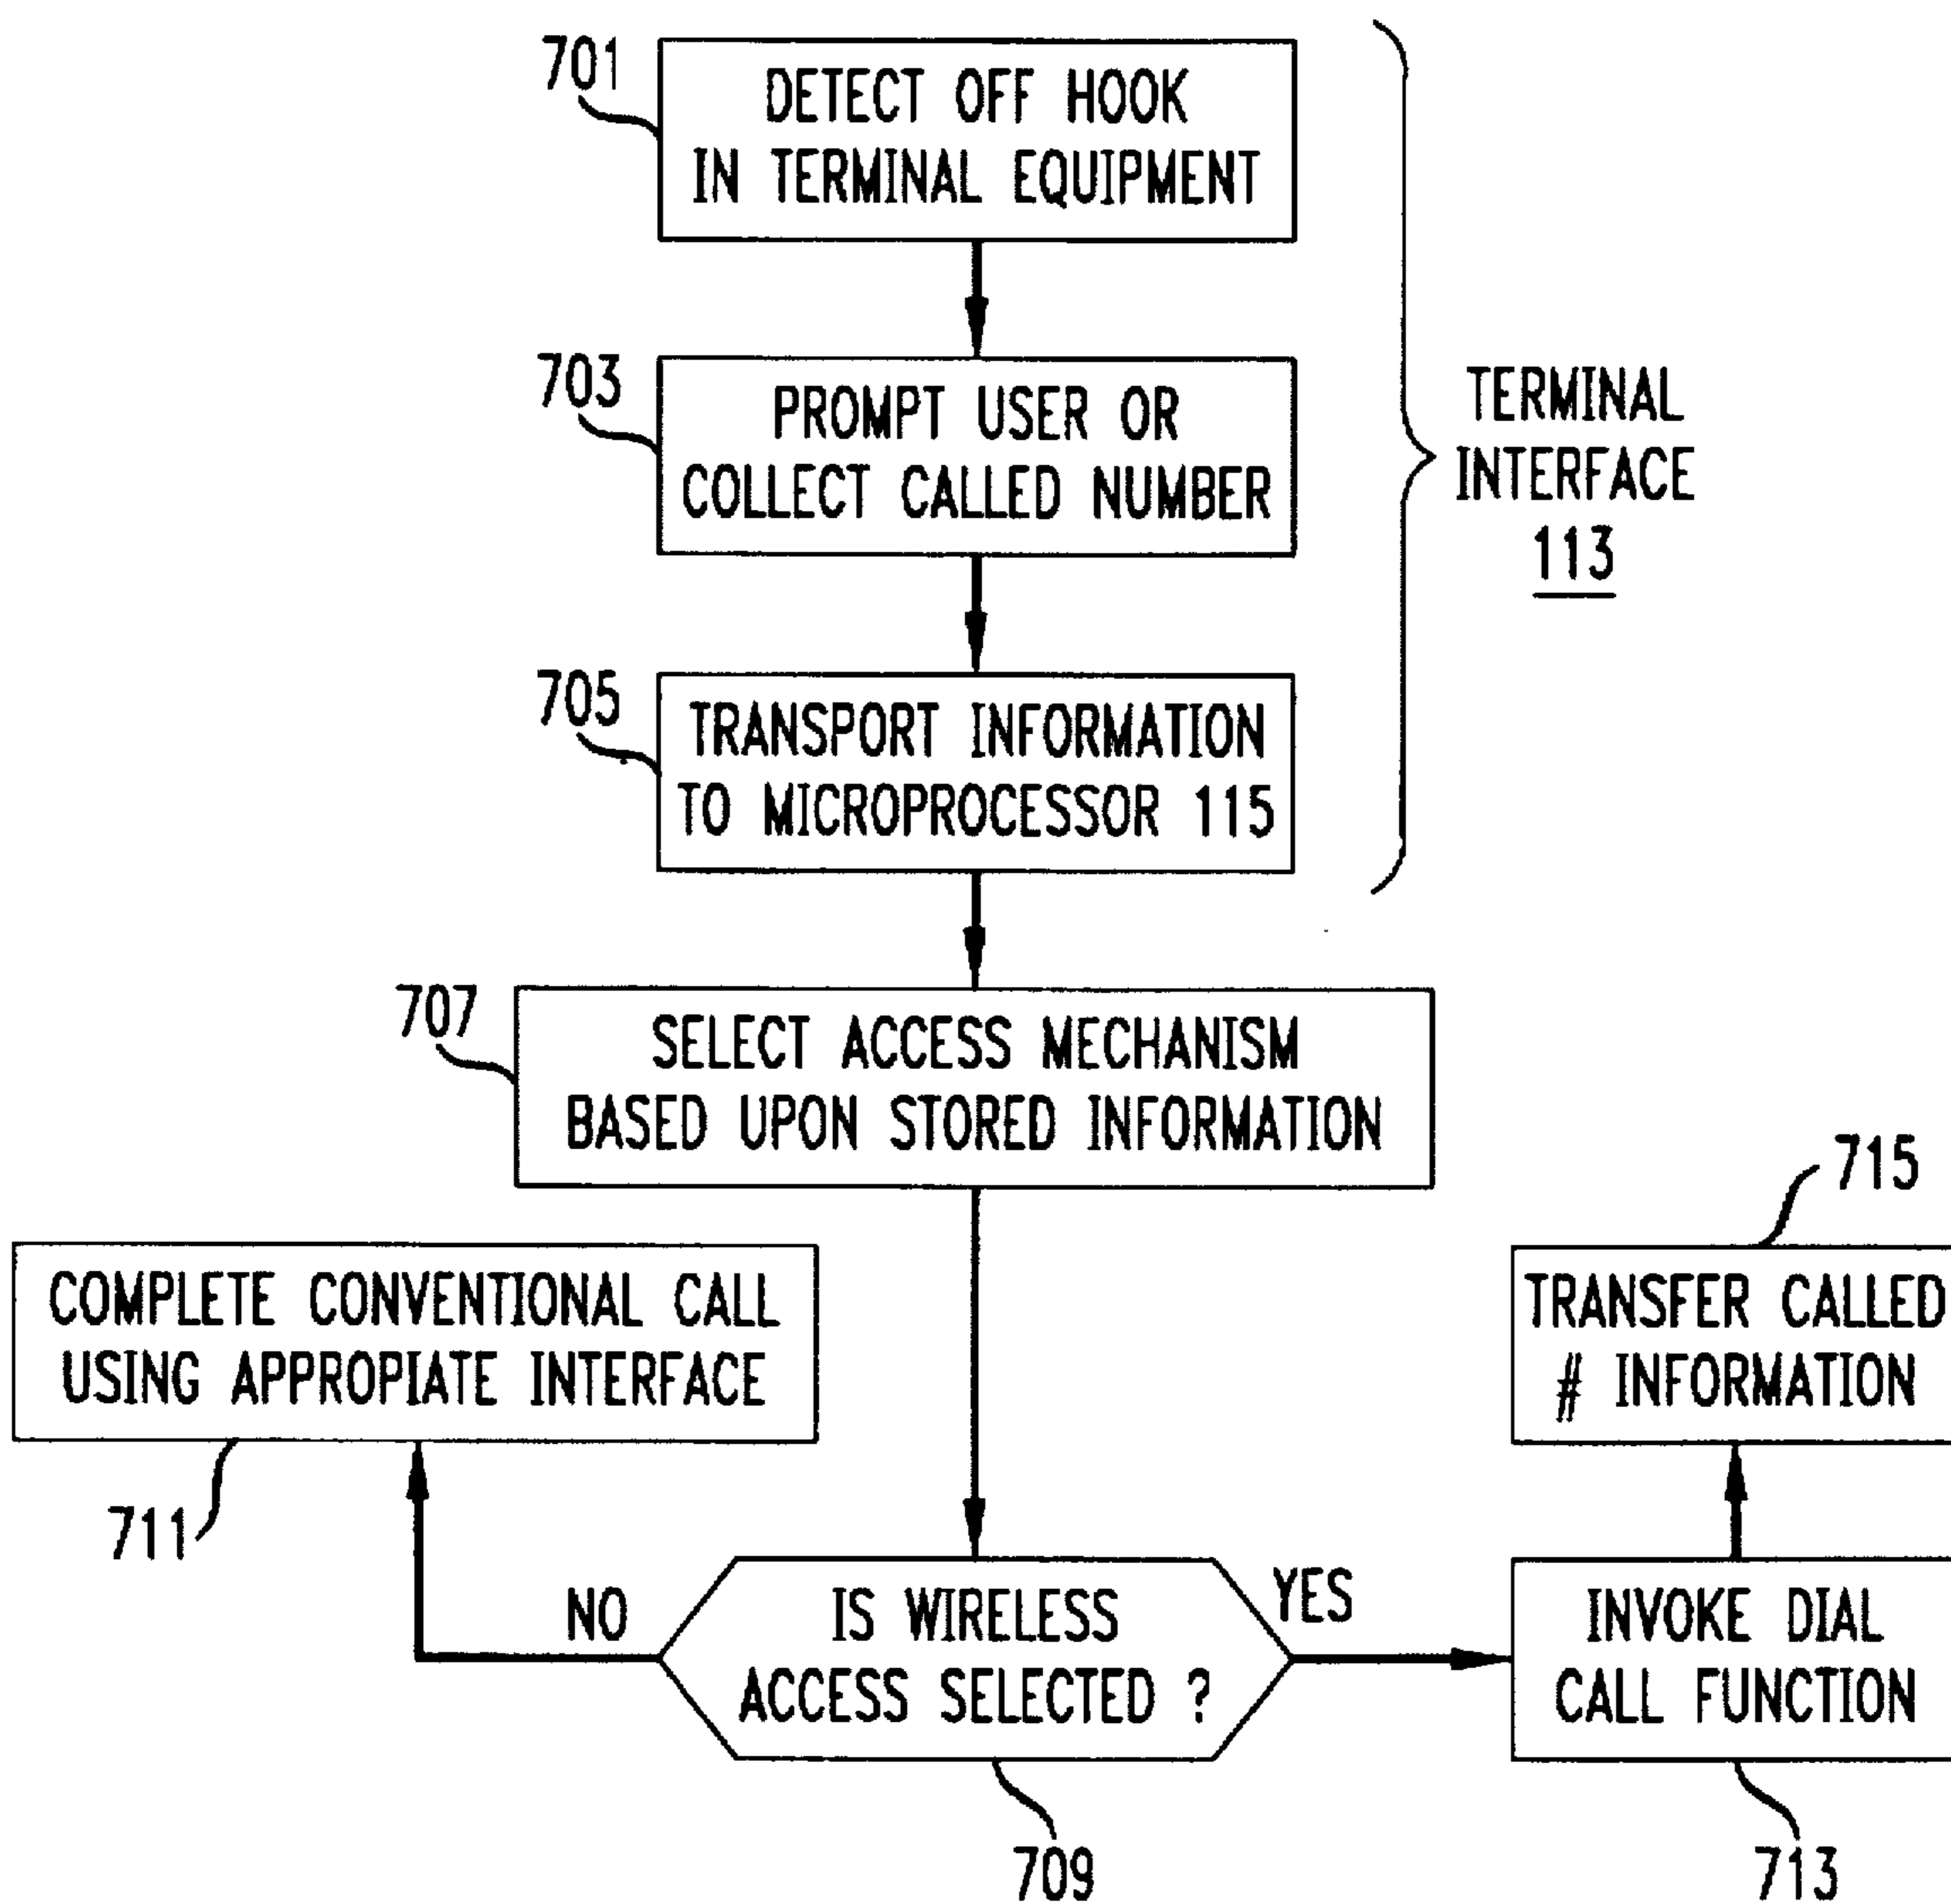 701
DETECT OFF HOOK
IN TERMINAL EQUIPMENT
703
PROMPT USER OR
COLLECT CALLED NUMBER
TERMINAL
INTERFACE
113
705
TRANSPORT INFORMATION
TO MICROPROCESSOR 115
707
SELECT ACCESS MECHANISM
BASED UPON STORED INFORMATION
715
COMPLETE CONVENTIONAL CALL
USING APPROPIATE INTERFACE
711
TRANSFER CALLED
# INFORMATION
NO
IS WIRELESS
ACCESS SELECTED ?
YES
709
INVOKE DIAL
CALL FUNCTION
713